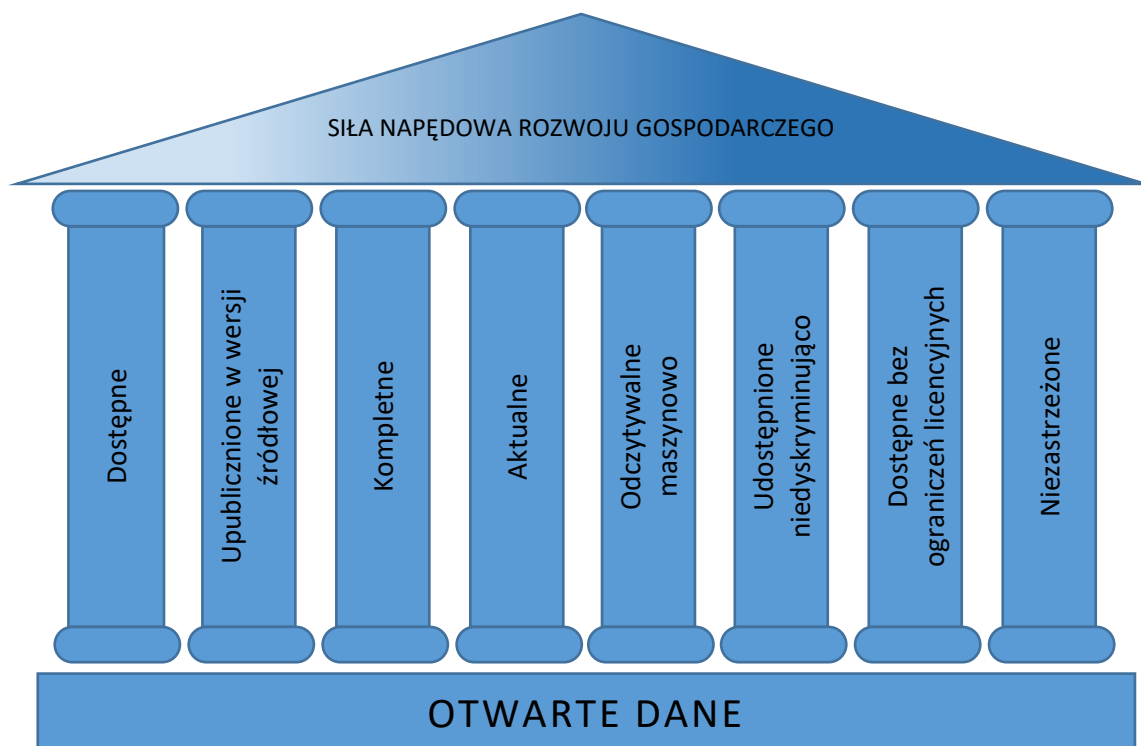 SIŁA NAPĘDOWA ROZWOJU GOSPODARCZEGO
Dostępne
Upublicznione w wersji
źródłowej
Kompletne
Aktualne
Odczytywalne
maszynowo
Udostępnione
niedyskryminująco
Dostępne bez
ograniczeń licencyjnych
Niezastrzeżone
OTWARTE DANE